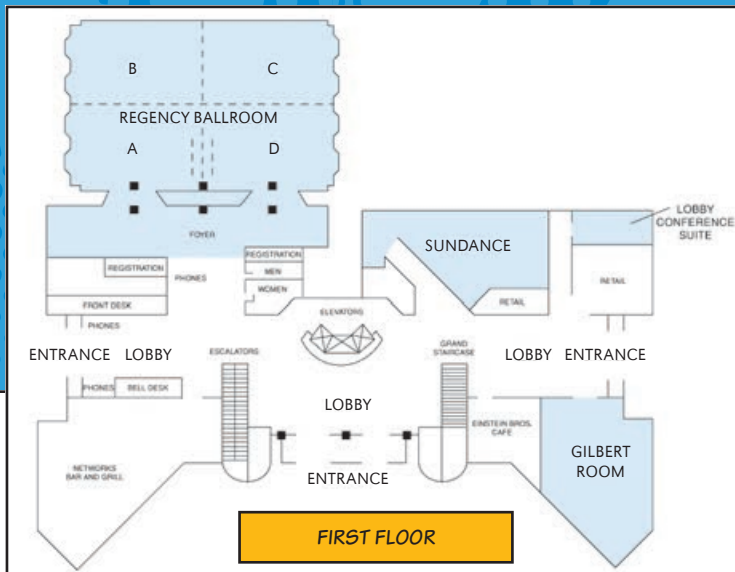 B
C
REGENCY BALLROOM
A
D
FOYER
LOBBY
CONFERENCE
SUITE
SUNDANCE
REGISTRATION
REGISTRATION
PHONES
MEN
WOMEN
RETAIL
RETAIL
FRONT DESK
ELEVATORS
PHONES
ENTRANCE
LOBBY
ESCALATORS
GRAND
STAIRCASE
LOBBY
ENTRANCE
PHONES
BELL DESK
LOBBY
EINSTEIN BROS.
CAFE
GILBERT
ROOM
NETWORKS
BAR AND GRILL
ENTRANCE
FIRST FLOOR